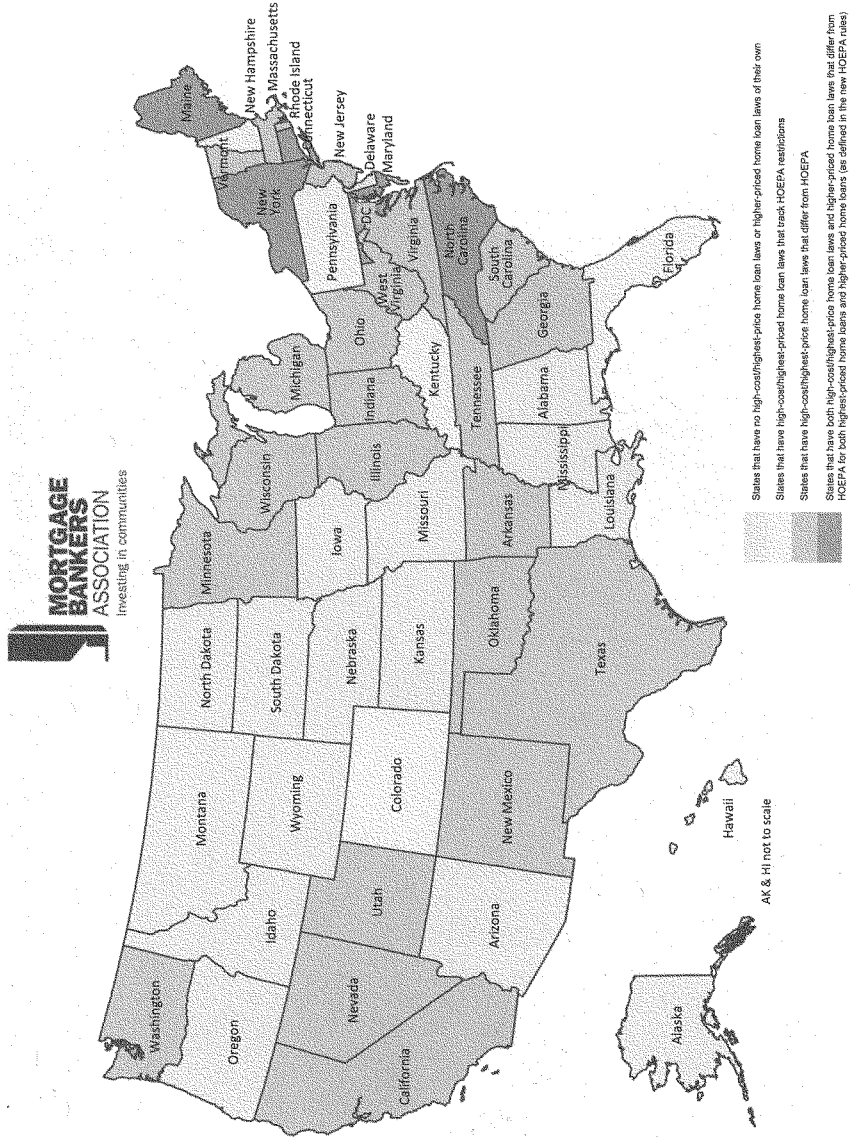 MORTGAGE
BANKERS
ASSOCIATION
Investing in communities
Washington
Oregon
California
Nevada
Idaho
Montana
Wyoming
Utah
Arizona
Colorado
New Mexico
North Dakota
South Dakota
Nebraska
Kansas
Oklahoma
Texas
Minnesota
Iowa
Missouri
Arkansas
Louisiana
Wisconsin
Illinois
Michigan
Indiana
Ohio
Kentucky
Tennessee
Mississippi
Alabama
Georgia
Florida
South
Carolina
North
Carolina
Virginia
West
Virginia
DC
Pennsylvania
New
York
Vermont
Maine
New Hampshire
Massachusetts
Rhode Island
Connecticut
New Jersey
Delaware
Maryland
Alaska
Hawaii
AK & HI not to scale
States that have no high-cost/highest-price home loan laws or higher-priced home loan laws of their own
States that have high-cost/highest-priced home loan laws that track HOEPA restrictions
States that have high-cost/highest-price home loan laws that differ from HOEPA
States that have both high-cost/highest-price home loan laws and higher-priced home loan laws that differ from
HOEPA for both highest-priced home loans and higher-priced home loans (as defined in the new HOEPA rules)